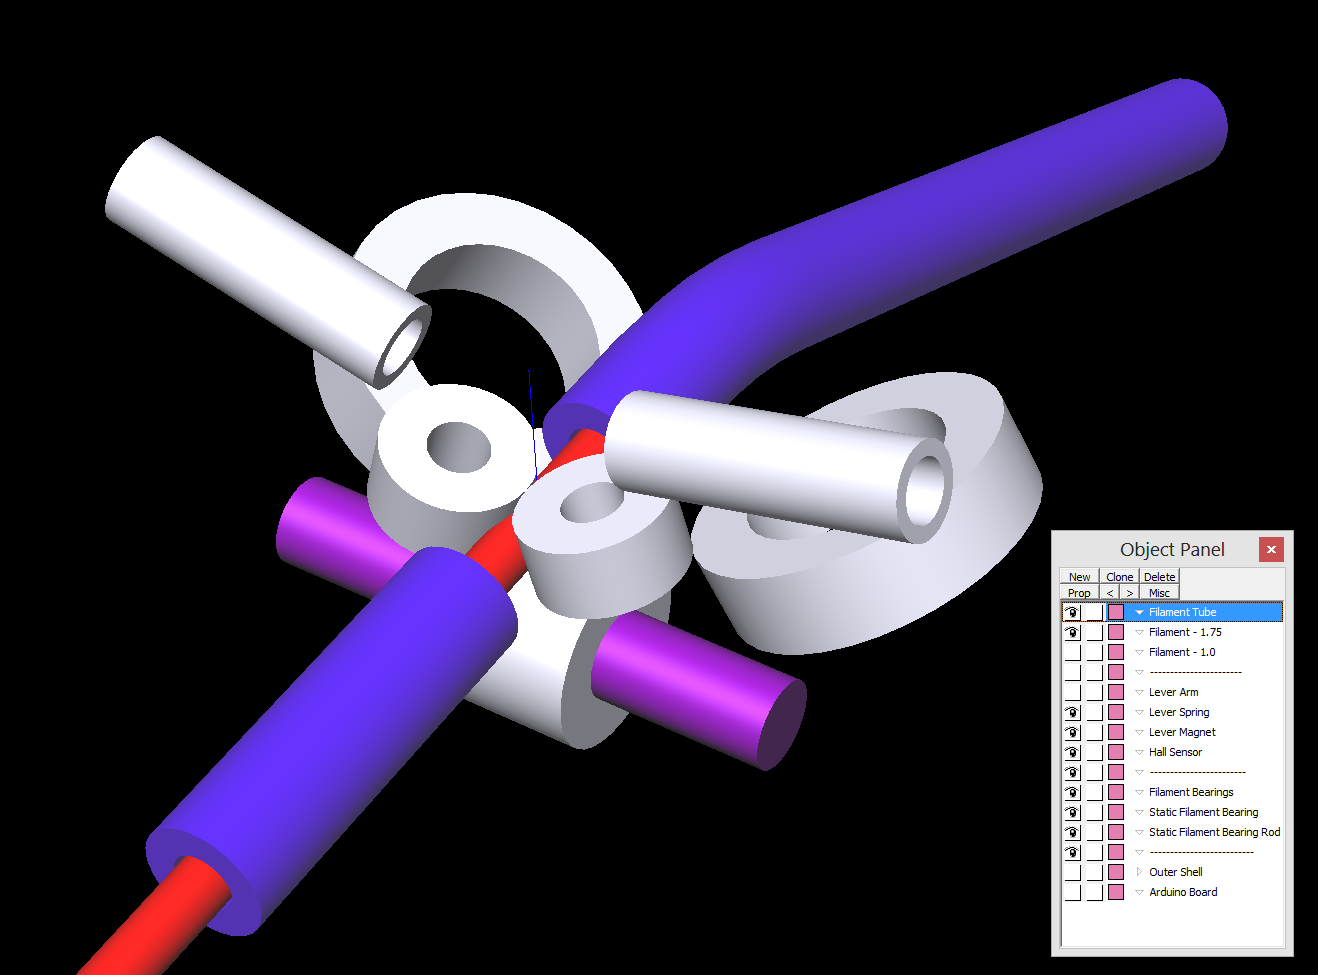 Object Panel
New Clone Delete
Prop < > Misc
Filament Tube
Filament - 1.75
Filament - 1.0
-----------------------
Lever Arm
Lever Spring
Lever Magnet
Hall Sensor
------------------------
Filament Bearings
Static Filament Bearing
Static Filament Bearing Rod
--------------------------
Outer Shell
Arduino Board